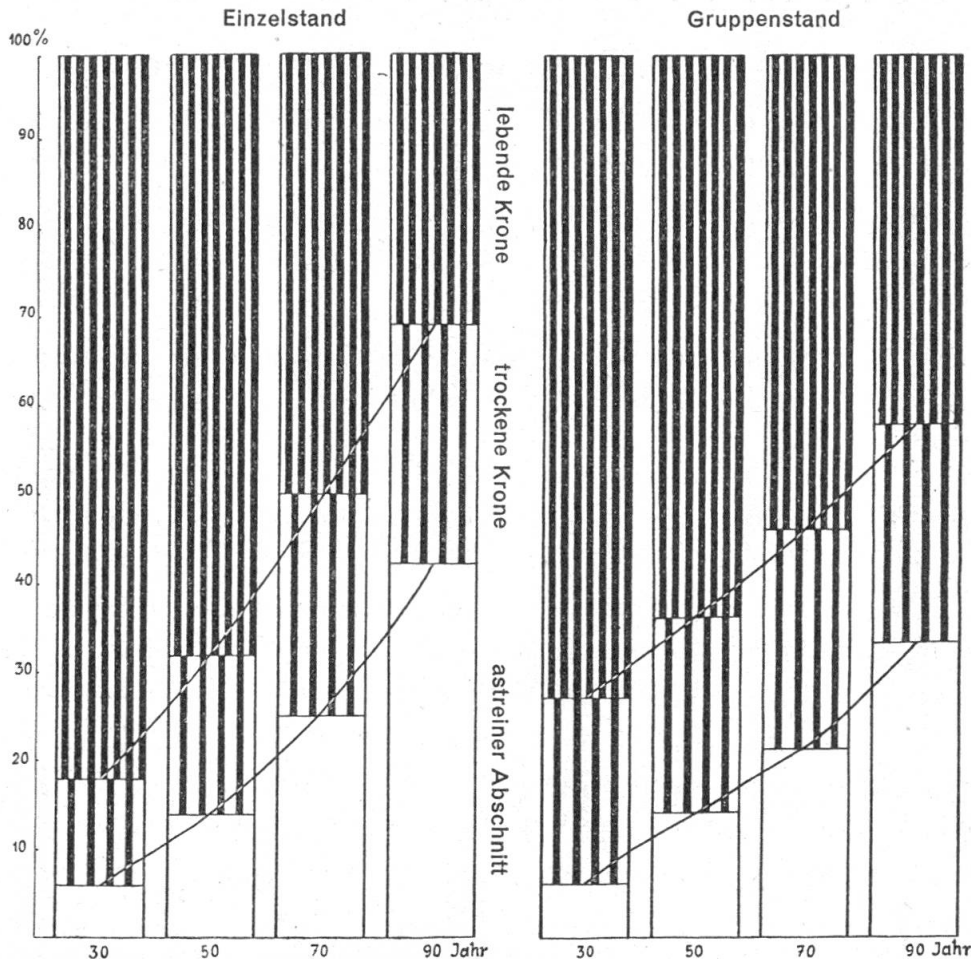 Einzelstand
Gruppenstand
100%
90
80
70
60
50
40
30
20
10
lebende Krone
trockene Krone
astreiner Abschnitt
30 50 70 90 Jahr
30 50 70 90 Jahr